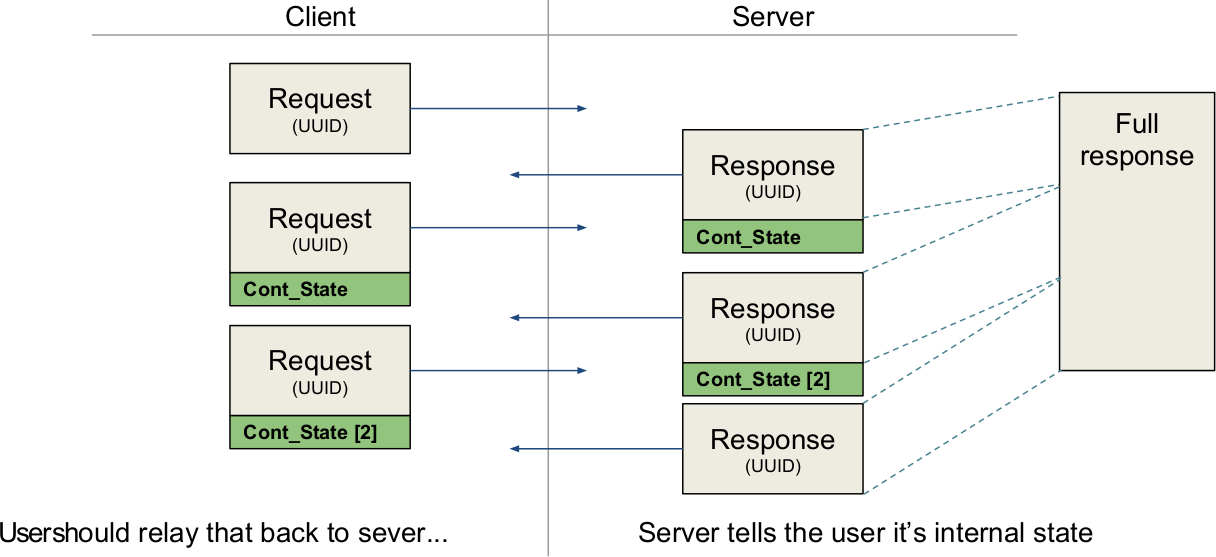 Client
Server
Request
(UUID)
Full
response
Response
(UUID)
Cont_State
Request
(UUID)
Cont_State
Response
(UUID)
Cont_State [2]
Request
(UUID)
Cont_State [2]
Response
(UUID)
Usershould relay that back to sever...
Server tells the user it’s internal state